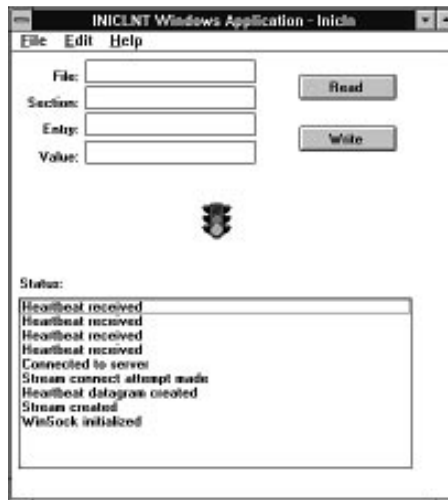 INICLNT Windows Application - Inicln
File Edit Help
File:
Read
Section:
Entry:
Write
Value:
Status:
Heartbeat received
Heartbeat received
Heartbeat received
Heartbeat received
Connected to server
Stream connect attempt made
Heartbeat datagram created
Stream created
WinSock initialized